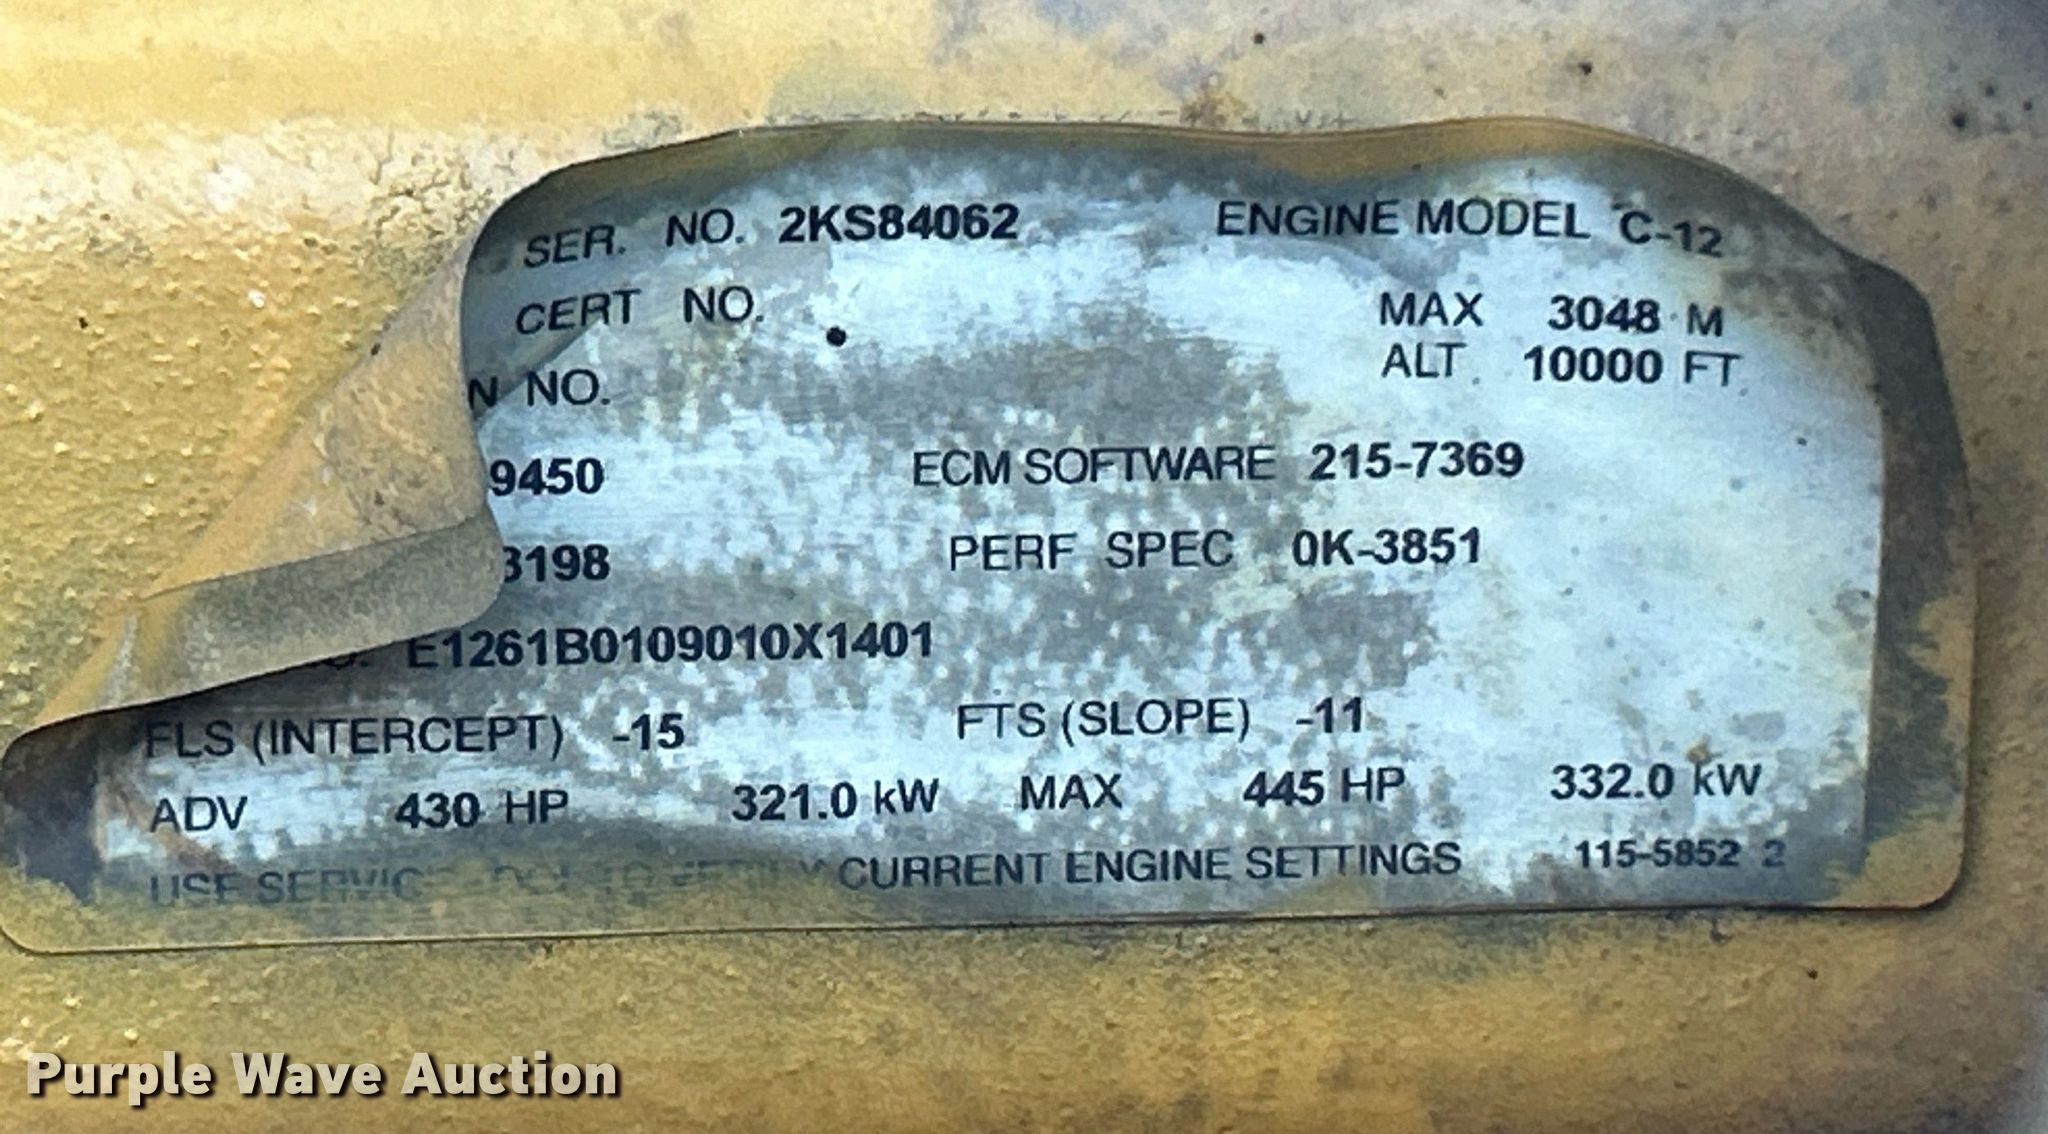 SER. NO. 2KS84062 ENGINE MODEL C-12
CERT NO. MAX 3048 M
NO. ALT. 10000 FT.
9450 ECM SOFTWARE 215-7369
3198 PERF SPEC 0K-3851
E1261B0109010X1401
FLS (INTERCEPT) -15 FTS (SLOPE) -11
ADV 430 HP 321.0 kW MAX 445 HP 332.0 kW
USE CURRENT ENGINE SETTINGS 115-5852 2
Purple Wave Auction